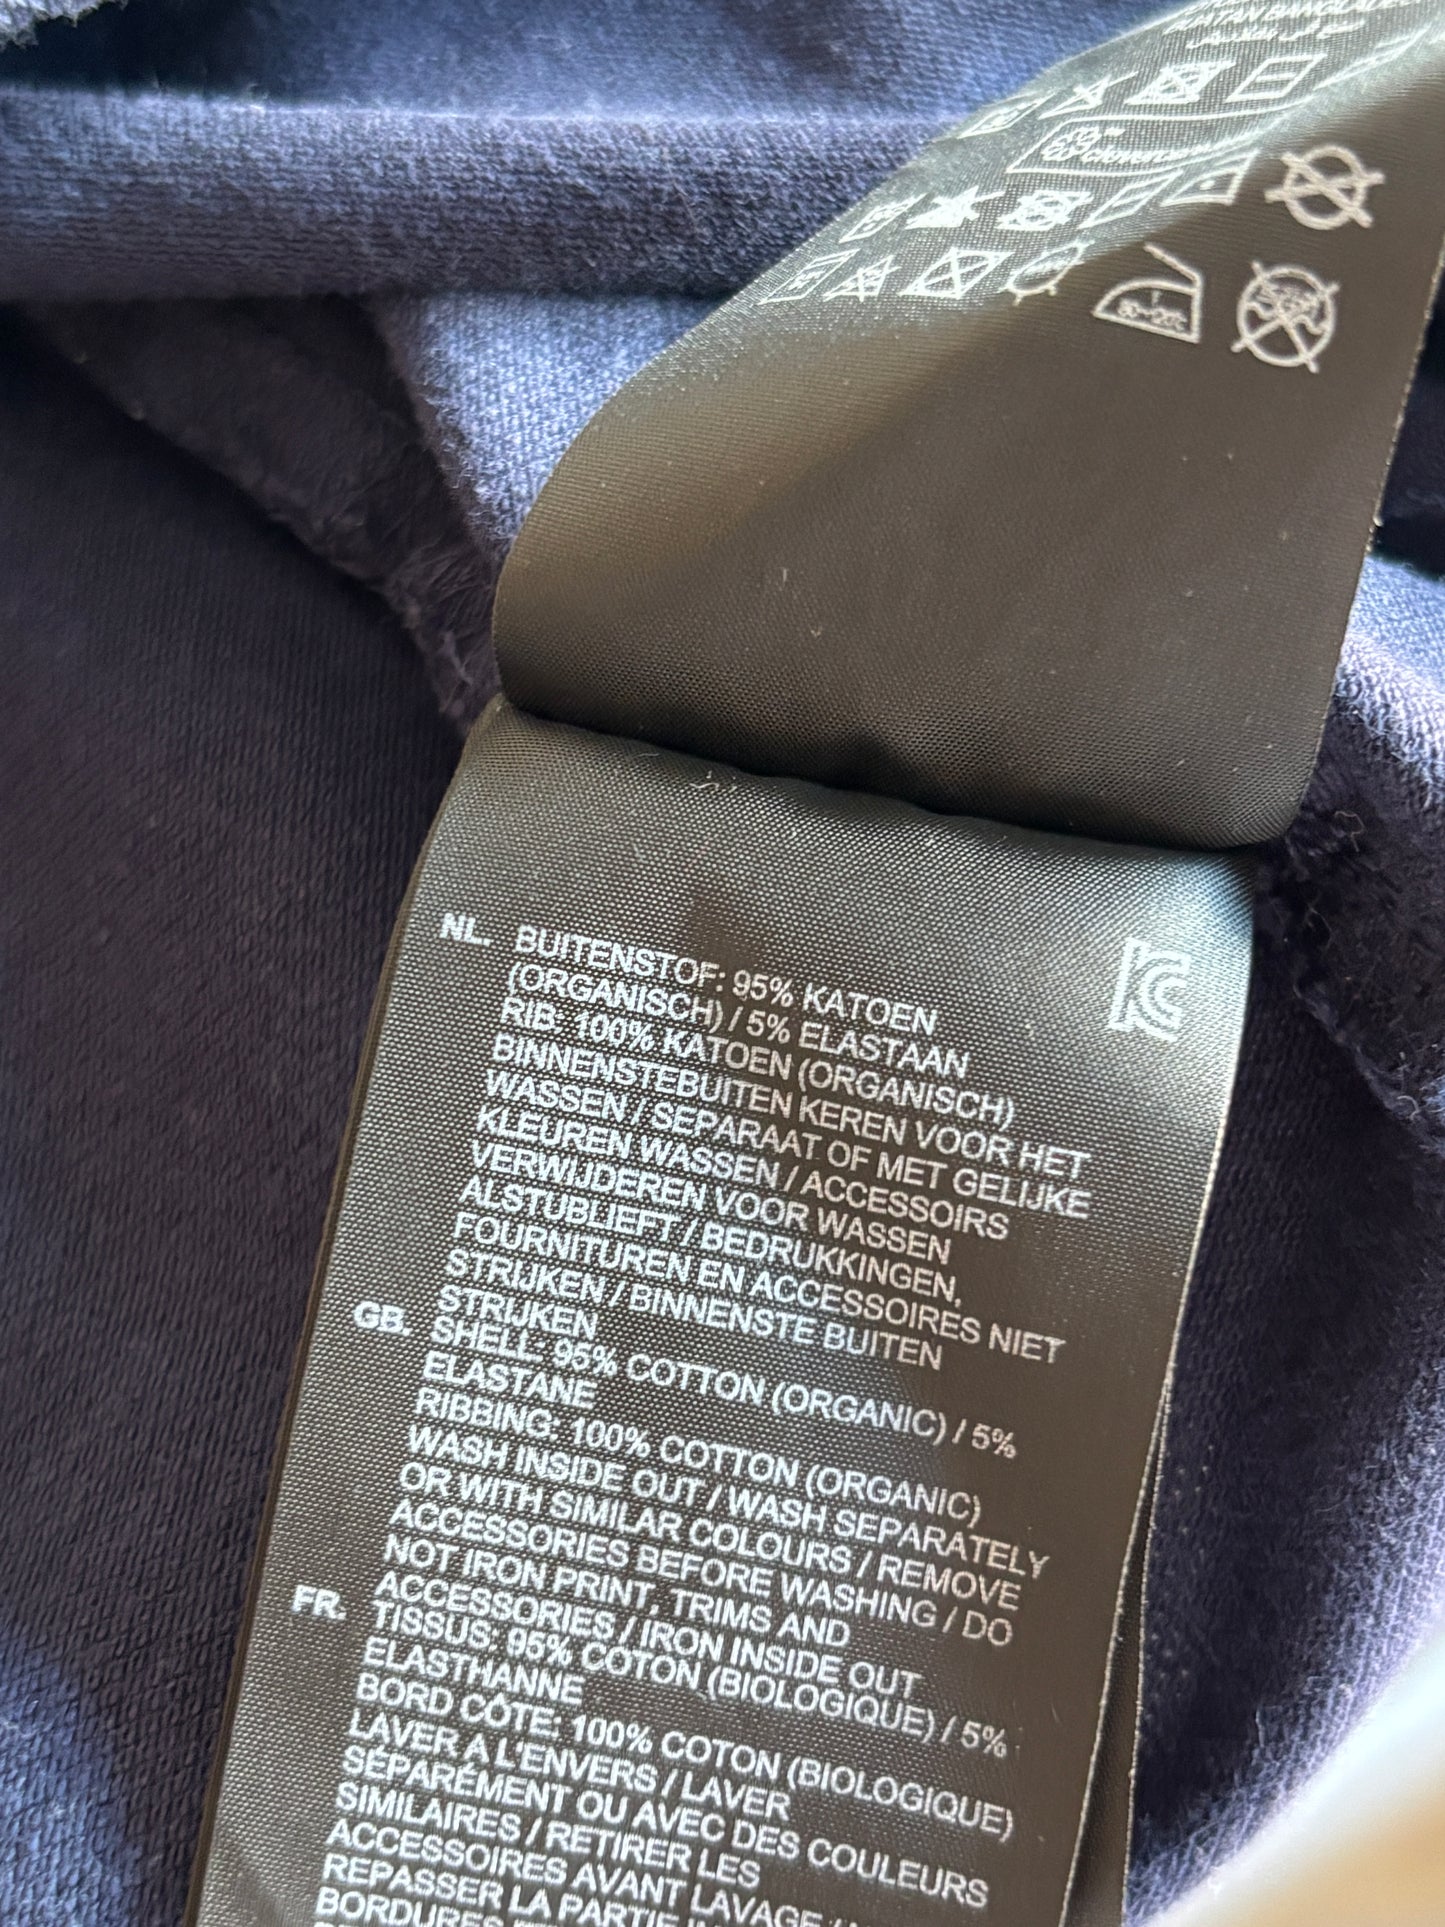 NL. BUITENSTOF: 95% KATOEN
(ORGANISCH) / 5% ELASTAAN
RIB: 100% KATOEN (ORGANISCH)
BINNENSTEBUITEN KEREN VOOR HET
WASSEN / SEPARAAT OF MET GELIJKE
KLEUREN WASSEN / ACCESSOIRS
VERWIJDEREN VOOR WASSEN
ALSTUBLIEFT / BEDRUKKINGEN,
FOURNITUREN EN ACCESSOIRES NIET
STRIJKEN / BINNENSTE BUITEN
STRIJKEN
GB. SHELL: 95% COTTON (ORGANIC) / 5%
ELASTANE
RIBBING: 100% COTTON (ORGANIC)
WASH INSIDE OUT / WASH SEPARATELY
OR WITH SIMILAR COLOURS / REMOVE
ACCESSORIES BEFORE WASHING / DO
NOT IRON PRINT, TRIMS AND
ACCESSORIES / IRON INSIDE OUT
FR. TISSUS: 95% COTON (BIOLOGIQUE) / 5%
ELASTHANNE
BORD CÔTE: 100% COTON (BIOLOGIQUE)
LAVER A L'ENVERS / LAVER
SÉPARÉMENT OU AVEC DES COULEURS
SIMILAIRES / RETIRER LES
ACCESSOIRES AVANT LAVAGE /
REPASSER LA PARTIE
BORDURES